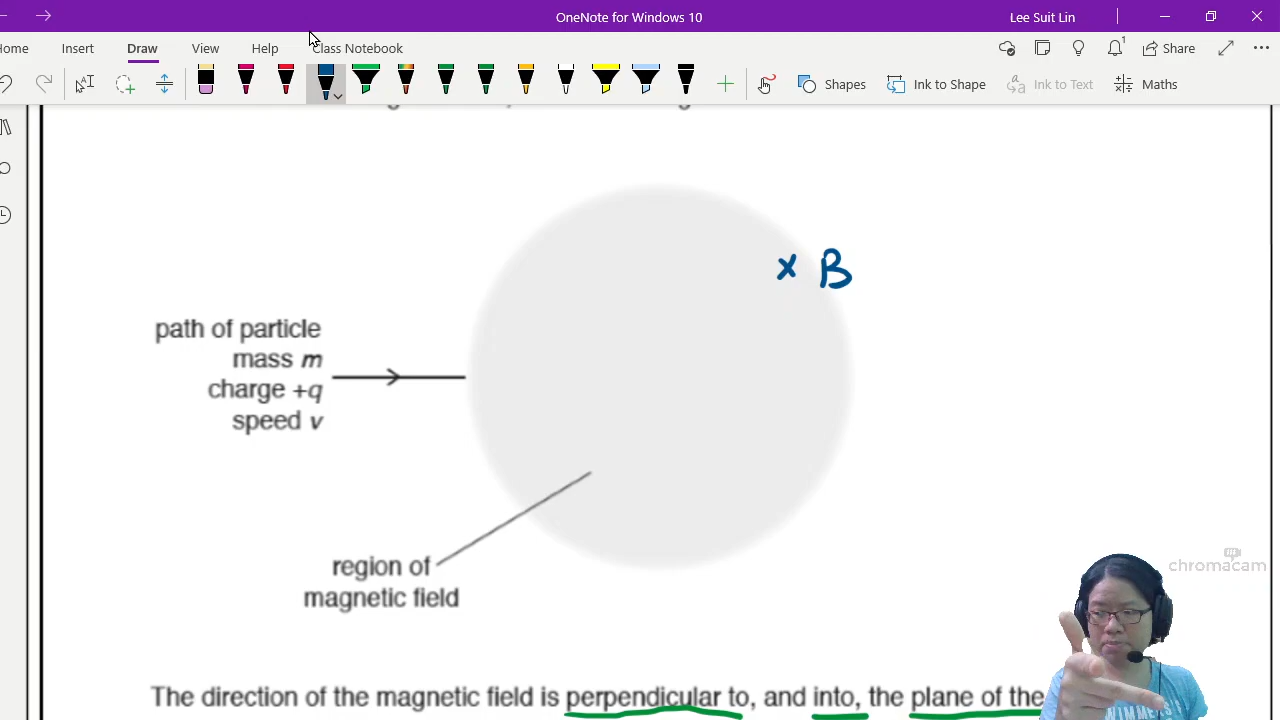 OneNote for Windows 10
Lee Suit Lin
Home Insert Draw View Help Class Notebook
1
Share
Shapes Ink to Shape Ink to Text Maths
x B
path of particle
mass m
charge +q
speed v
region of
magnetic field
chromacam
The direction of the magnetic field is perpendicular to, and into, the plane of the